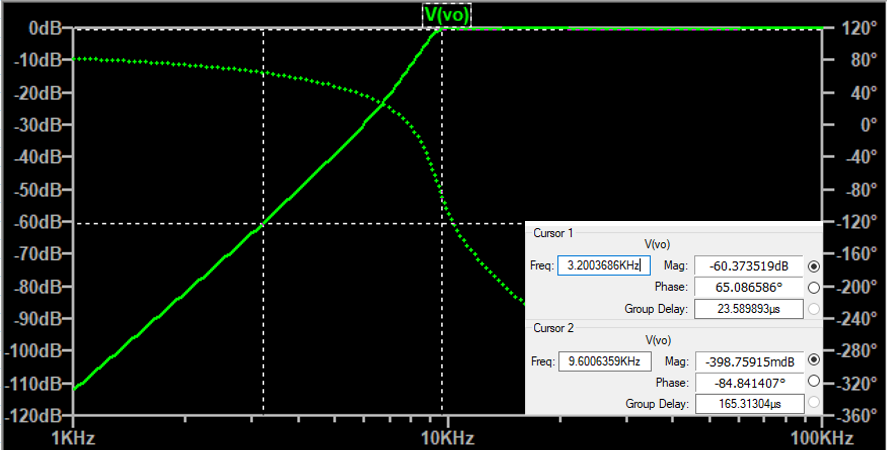 V(vo)
0dB 120°
-10dB 80°
-20dB 40°
-30dB 0°
-40dB -40°
-50dB -80°
-60dB -120°
-70dB -160°
-80dB -200°
-90dB -240°
-100dB -280°
-110dB -320°
-120dB -360°
1KHz 10KHz 100KHz
Cursor 1
V(vo)
Freq: 3.2003686KHz Mag: -60.373519dB
Phase: 65.086586°
Group Delay: 23.589893µs
Cursor 2
V(vo)
Freq: 9.6006359KHz Mag: -398.75915mdB
Phase: -84.841407°
Group Delay: 165.31304µs